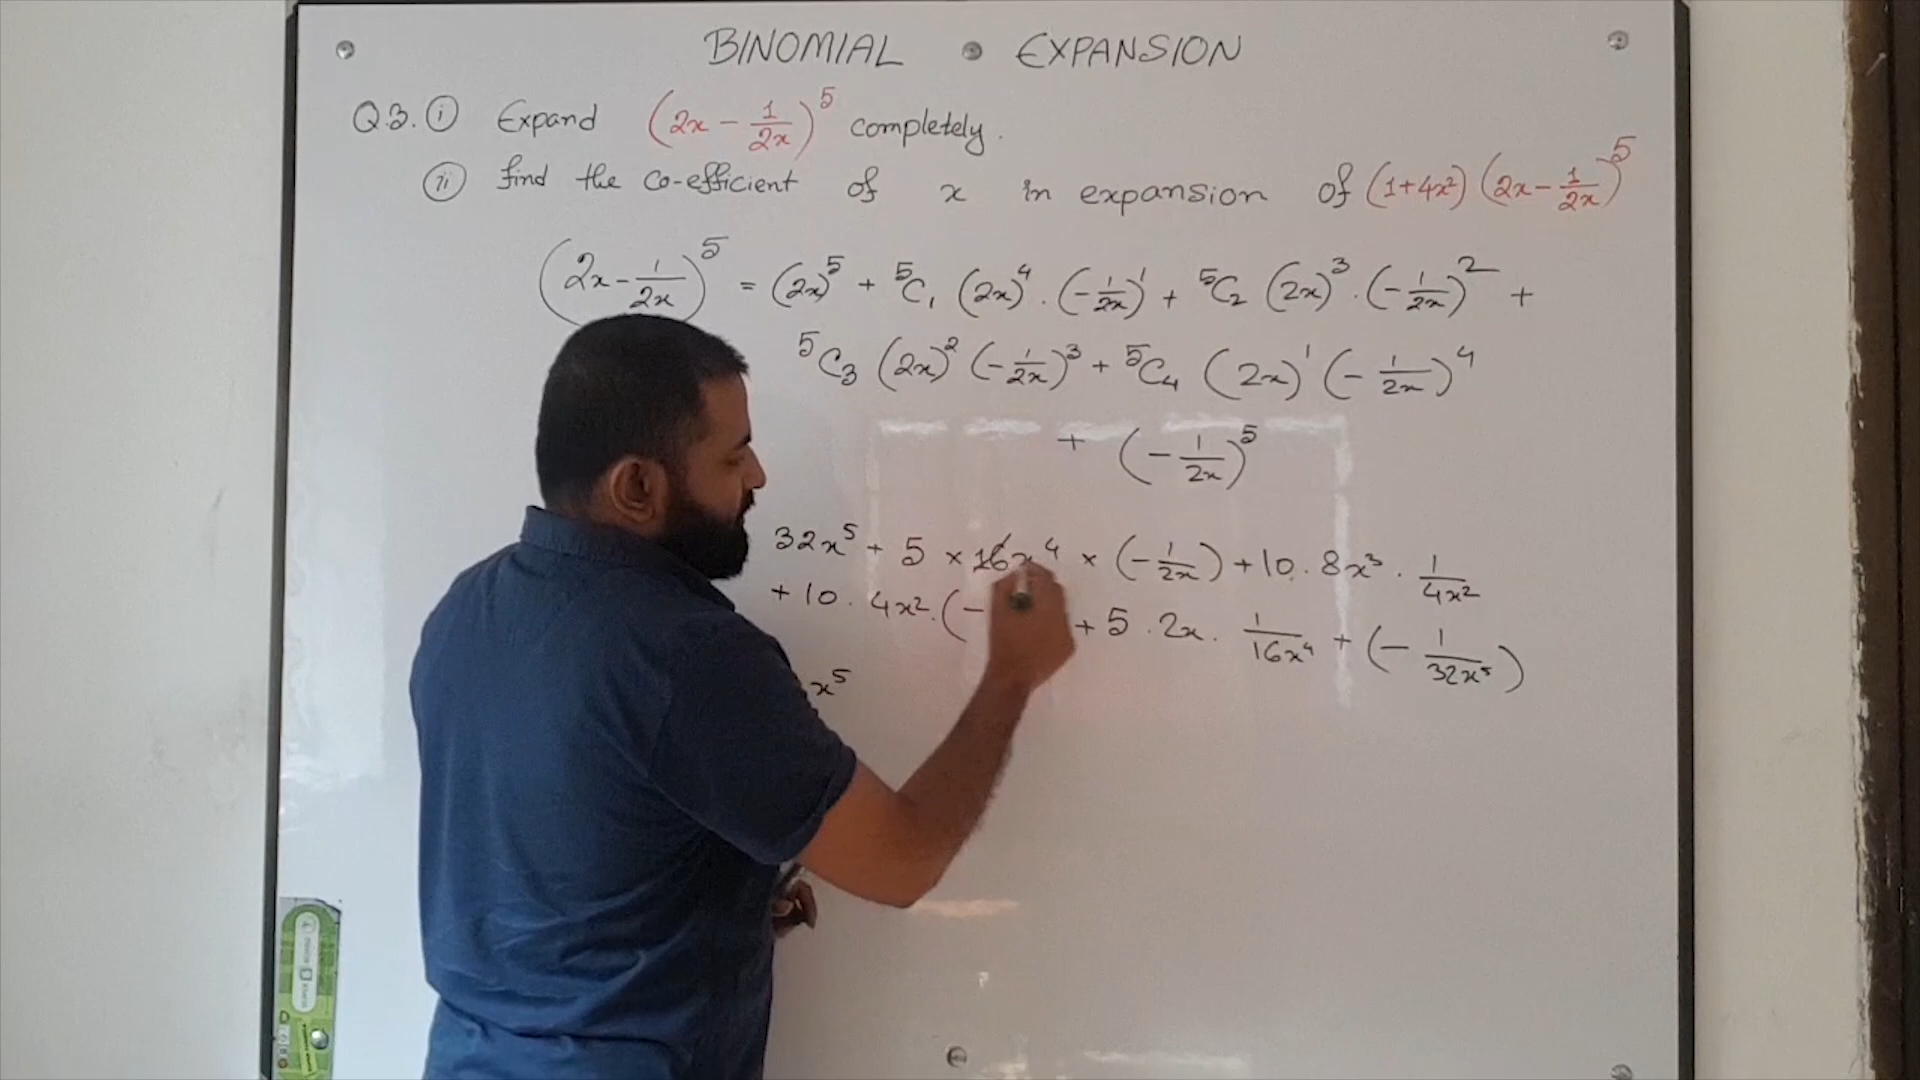 BINOMIAL EXPANSION
Q.3. (i) Expand (2x - 1/2x)^5 completely.
(ii) find the co-efficient of x in expansion of (1+4x²) (2x - 1/2x)^5
(2x - 1/2x)^5 = (2x)^5 + ⁵C₁ (2x)^4 . (-1/2x)^1 + ⁵C₂ (2x)^3 . (-1/2x)^2 +
⁵C₃ (2x)^2 (-1/2x)^3 + ⁵C₄ (2x)^1 (-1/2x)^4
+ (-1/2x)^5
32x^5 + 5 × 16x^4 × (-1/2x) + 10 . 8x^3 . 1/4x²
+ 10 . 4x² . (- + 5 . 2x . 1/16x^4 + (- 1/32x^5)
x^5